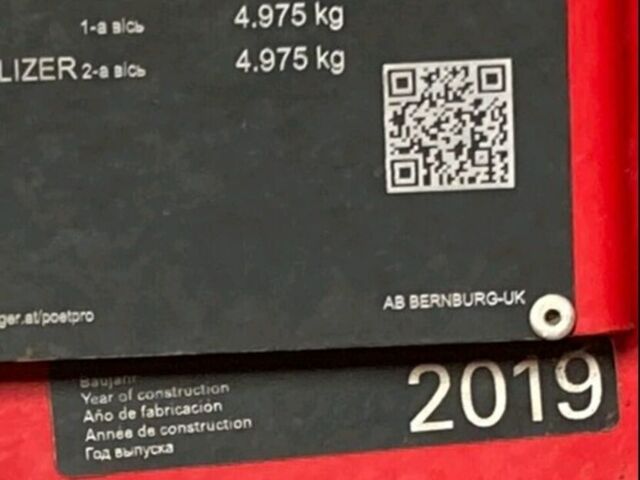 1-а вісь 4.975 kg
LIZER 2-а вісь 4.975 kg
ger.at/poetpro
AB BERNBURG-UK
Baujahr
Year of construction
Año de fabricación
Année de construction
Год выпуска
2019